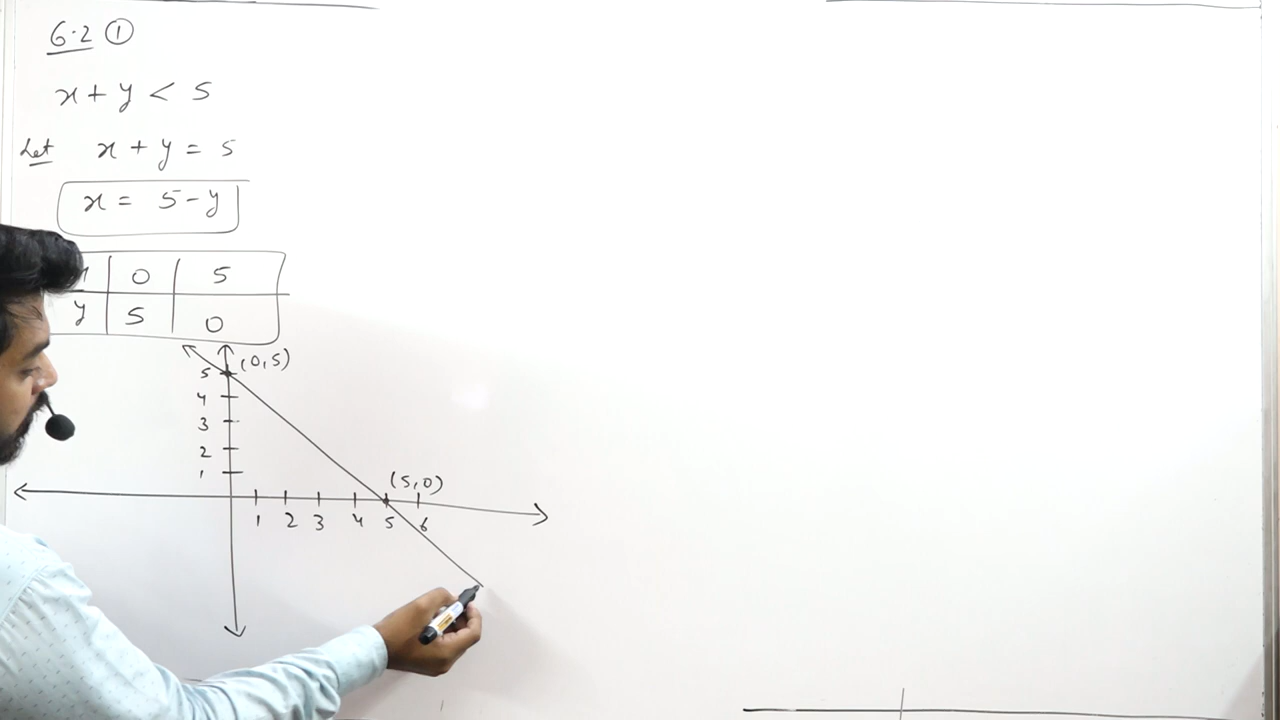 6.2 ①
x + y < 5
Let x + y = 5
x = 5 - y
0 5
y 5 0
(0,5)
5
4
3
2
1
(5,0)
1 2 3 4 5 6